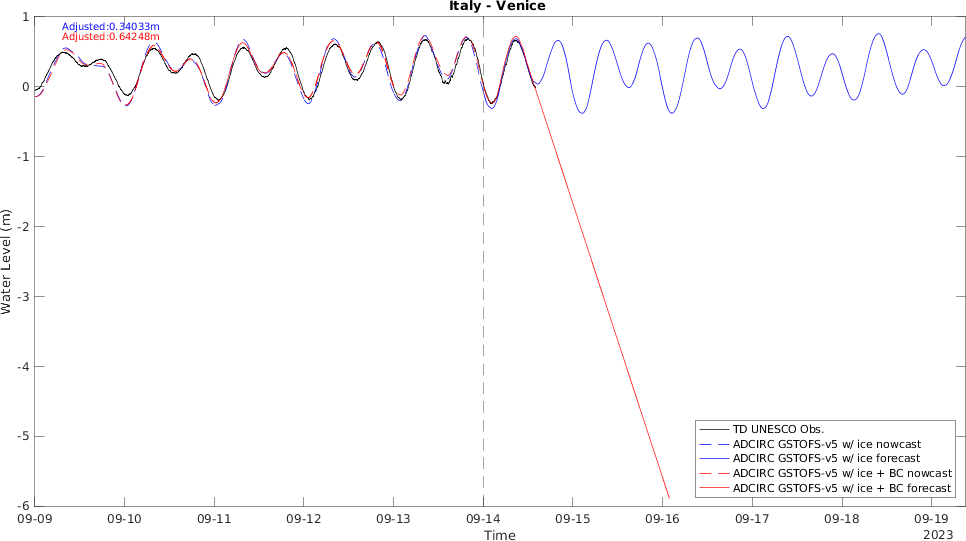 Italy - Venice
Adjusted:0.34033m
Adjusted:0.64248m
1
0
-1
-2
-3
-4
-5
-6
Water Level (m)
TD UNESCO Obs.
ADCIRC GSTOFS-v5 w/ ice nowcast
ADCIRC GSTOFS-v5 w/ ice forecast
ADCIRC GSTOFS-v5 w/ ice + BC nowcast
ADCIRC GSTOFS-v5 w/ ice + BC forecast
09-09 09-10 09-11 09-12 09-13 09-14 09-15 09-16 09-17 09-18 09-19
Time
2023